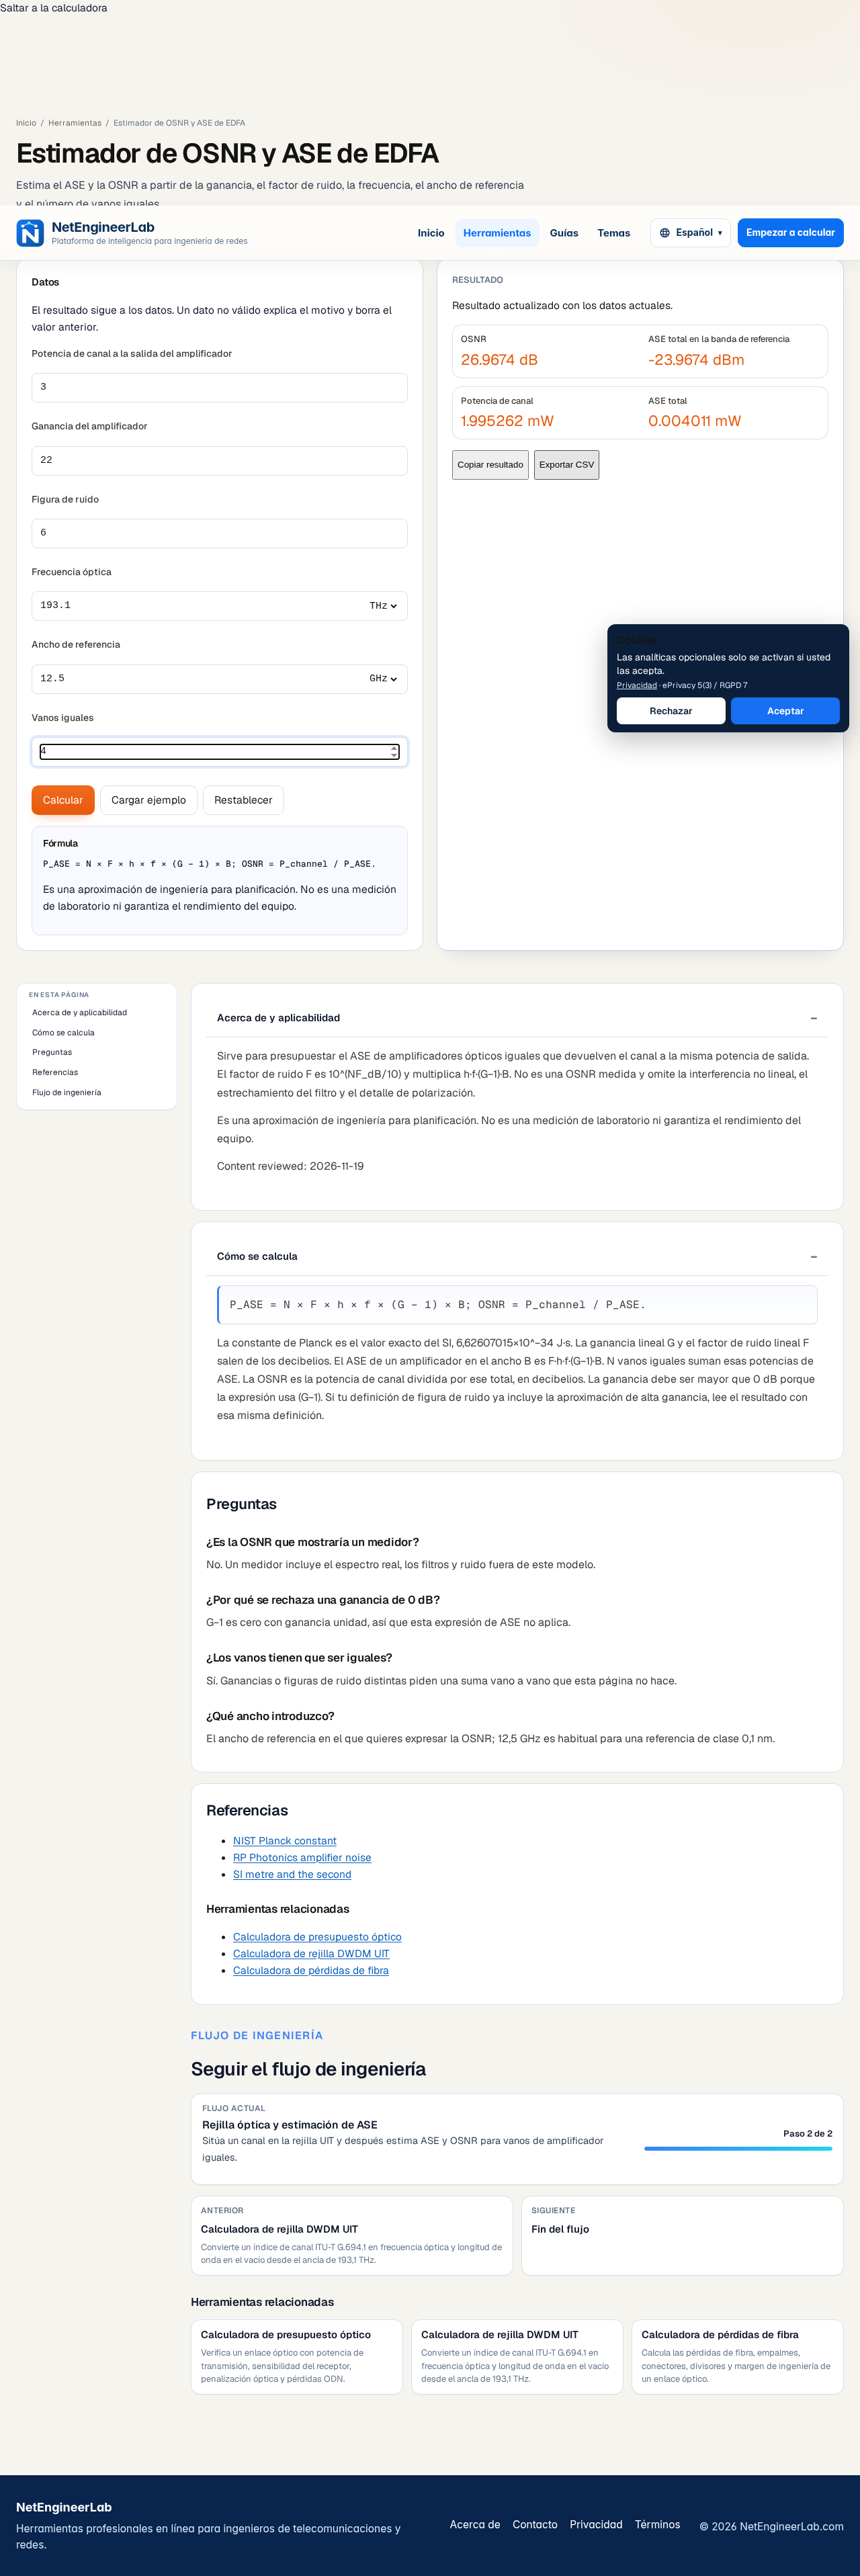 Saltar a la calculadora
Inicio / Herramientas / Estimador de OSNR y ASE de EDFA
Estimador de OSNR y ASE de EDFA
Estima el ASE y la OSNR a partir de la ganancia, el factor de ruido, la frecuencia, el ancho de referencia
y el número de vanos iguales.
NetEngineerLab
Plataforma de inteligencia para ingenieros de redes
Inicio
Herramientas
Guías
Temas
Español
Empezar a calcular
Datos
El resultado sigue a los datos. Un dato no válido explica el motivo y borra el
valor anterior.
Potencia de canal a la salida del amplificador
3
Ganancia del amplificador
22
Figura de ruido
6
Frecuencia óptica
193.1 THz
Ancho de referencia
12.5 GHz
Vanos iguales
4
Calcular
Cargar ejemplo
Restablecer
Fórmula
P_ASE = N × F × h × f × (G − 1) × B; OSNR = P_channel / P_ASE.
Es una aproximación de ingeniería para planificación. No es una medición
de laboratorio ni garantiza el rendimiento del equipo.
RESULTADO
Resultado actualizado con los datos actuales.
OSNR
26.9674 dB
ASE total en la banda de referencia
-23.9674 dBm
Potencia de canal
1.995262 mW
ASE total
0.004011 mW
Copiar resultado
Exportar CSV
Cookies
Las analíticas opcionales solo se activan si usted
las acepta.
Privacidad · ePrivacy 5(3) / RGPD 7
Rechazar
Aceptar
EN ESTA PÁGINA
Acerca de y aplicabilidad
Cómo se calcula
Preguntas
Referencias
Flujo de ingeniería
Acerca de y aplicabilidad
Sirve para presupuestar el ASE de amplificadores ópticos iguales que devuelven el canal a la misma potencia de salida.
El factor de ruido F es 10^(NF_dB/10) y multiplica h·f·(G−1)·B. No es una OSNR medida y omite la interferencia no lineal, el
estrechamiento del filtro y el detalle de polarización.
Es una aproximación de ingeniería para planificación. No es una medición de laboratorio ni garantiza el rendimiento del
equipo.
Content reviewed: 2026-11-19
Cómo se calcula
P_ASE = N × F × h × f × (G − 1) × B; OSNR = P_channel / P_ASE.
La constante de Planck es el valor exacto del SI, 6,62607015×10^−34 J·s. La ganancia lineal G y el factor de ruido lineal F
salen de los decibelios. El ASE de un amplificador en el ancho B es F·h·f·(G−1)·B. N vanos iguales suman esas potencias de
ASE. La OSNR es la potencia de canal dividida por ese total, en decibelios. La ganancia debe ser mayor que 0 dB porque
la expresión usa (G−1). Si tu definición de figura de ruido ya incluye la aproximación de alta ganancia, lee el resultado con
esa misma definición.
Preguntas
¿Es la OSNR que mostraría un medidor?
No. Un medidor incluye el espectro real, los filtros y ruido fuera de este modelo.
¿Por qué se rechaza una ganancia de 0 dB?
G−1 es cero con ganancia unidad, así que esta expresión de ASE no aplica.
¿Los vanos tienen que ser iguales?
Sí. Ganancias o figuras de ruido distintas piden una suma vano a vano que esta página no hace.
¿Qué ancho introduzco?
El ancho de referencia en el que quieres expresar la OSNR; 12,5 GHz es habitual para una referencia de clase 0,1 nm.
Referencias
NIST Planck constant
RP Photonics amplifier noise
SI metre and the second
Herramientas relacionadas
Calculadora de presupuesto óptico
Calculadora de rejilla DWDM UIT
Calculadora de pérdidas de fibra
FLUJO DE INGENIERÍA
Seguir el flujo de ingeniería
FLUJO ACTUAL
Rejilla óptica y estimación de ASE
Sitúa un canal en la rejilla UIT y después estima ASE y OSNR para vanos de amplificador
iguales.
Paso 2 de 2
ANTERIOR
Calculadora de rejilla DWDM UIT
Convierte un índice de canal ITU-T G.694.1 en frecuencia óptica y longitud de
onda en el vacío desde el ancla de 193,1 THz.
SIGUIENTE
Fin del flujo
Herramientas relacionadas
Calculadora de presupuesto óptico
Verifica un enlace óptico con potencia de
transmisión, sensibilidad del receptor,
penalización óptica y pérdidas ODN.
Calculadora de rejilla DWDM UIT
Convierte un índice de canal ITU-T G.694.1 en
frecuencia óptica y longitud de onda en el vacío
desde el ancla de 193,1 THz.
Calculadora de pérdidas de fibra
Calcula las pérdidas de fibra, empalmes,
conectores, divisores y margen de ingeniería de
un enlace óptico.
NetEngineerLab
Herramientas profesionales en línea para ingenieros de telecomunicaciones y
redes.
Acerca de
Contacto
Privacidad
Términos
© 2026 NetEngineerLab.com